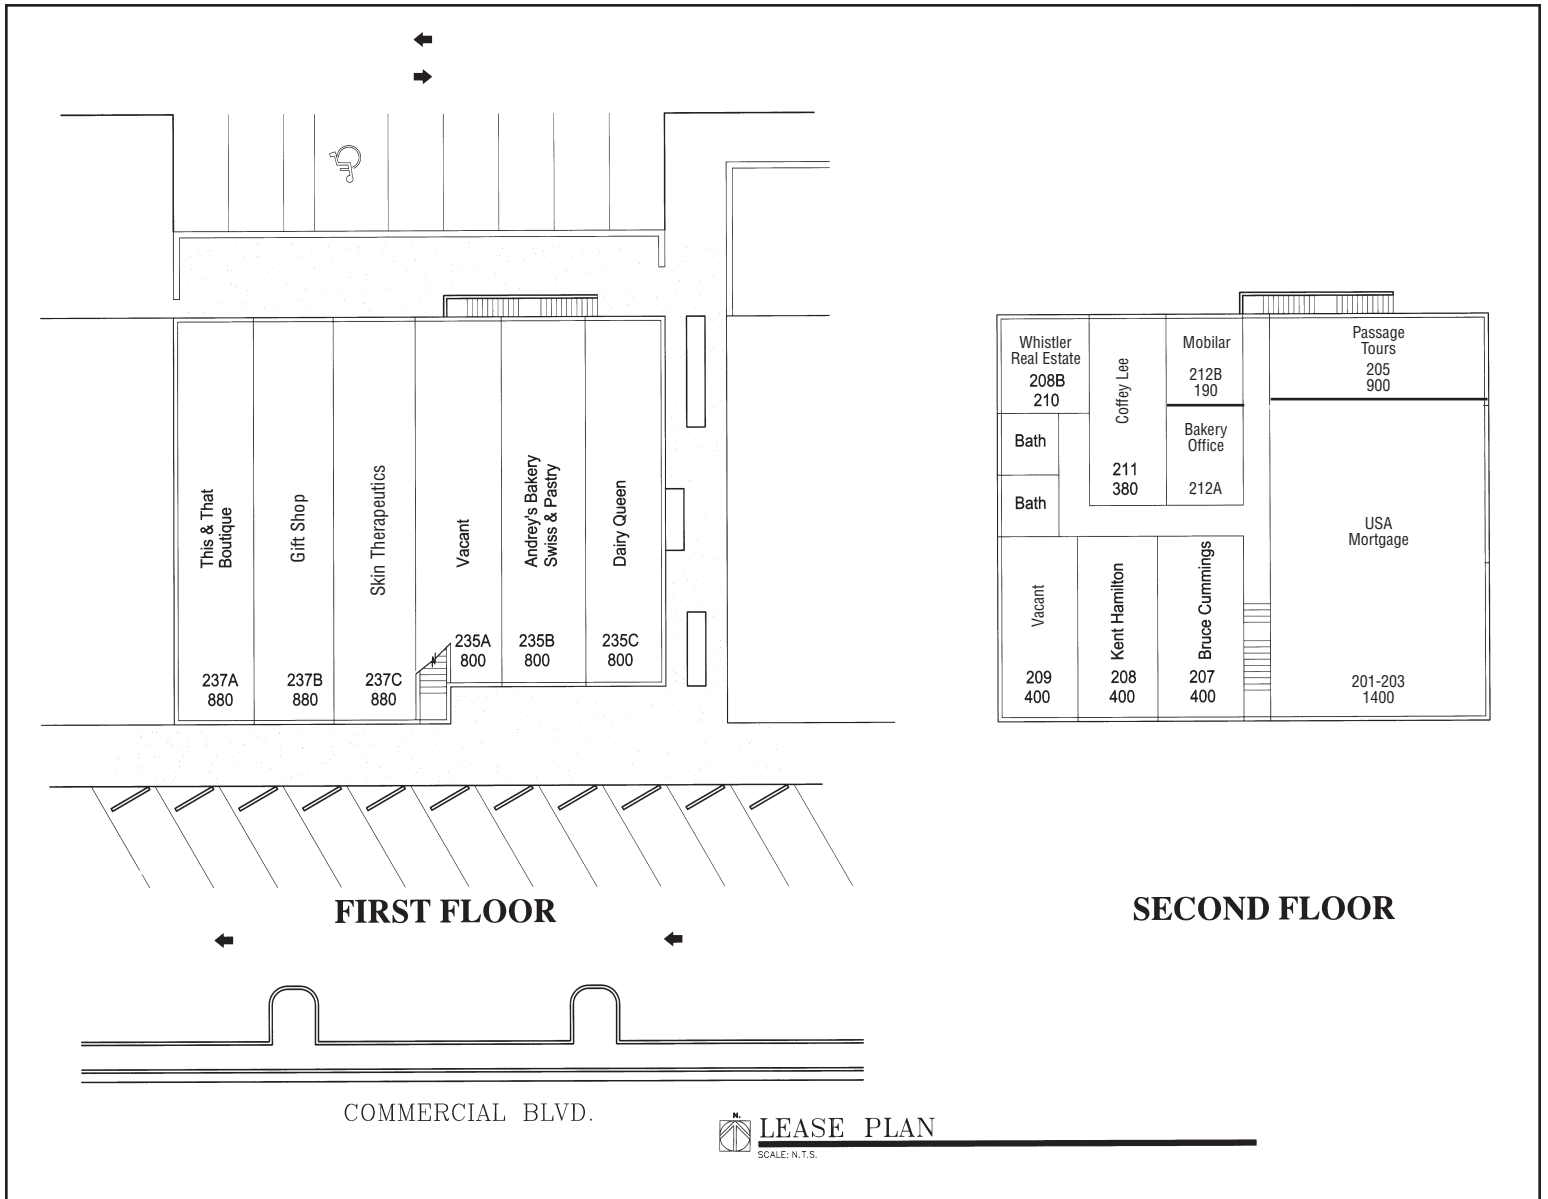 This & That
Boutique
237A
880
Gift Shop
237B
880
Skin Therapeutics
237C
880
Vacant
235A
800
Andrey's Bakery
Swiss & Pastry
235B
800
Dairy Queen
235C
800
FIRST FLOOR
Whistler
Real Estate
208B
210
Bath
Bath
Coffey Lee
211
380
Mobilar
212B
190
Bakery
Office
212A
Passage
Tours
205
900
USA
Mortgage
201-203
1400
Vacant
209
400
Kent Hamilton
208
400
Bruce Cummings
207
400
SECOND FLOOR
COMMERCIAL BLVD.
N.
LEASE PLAN
SCALE: N.T.S.